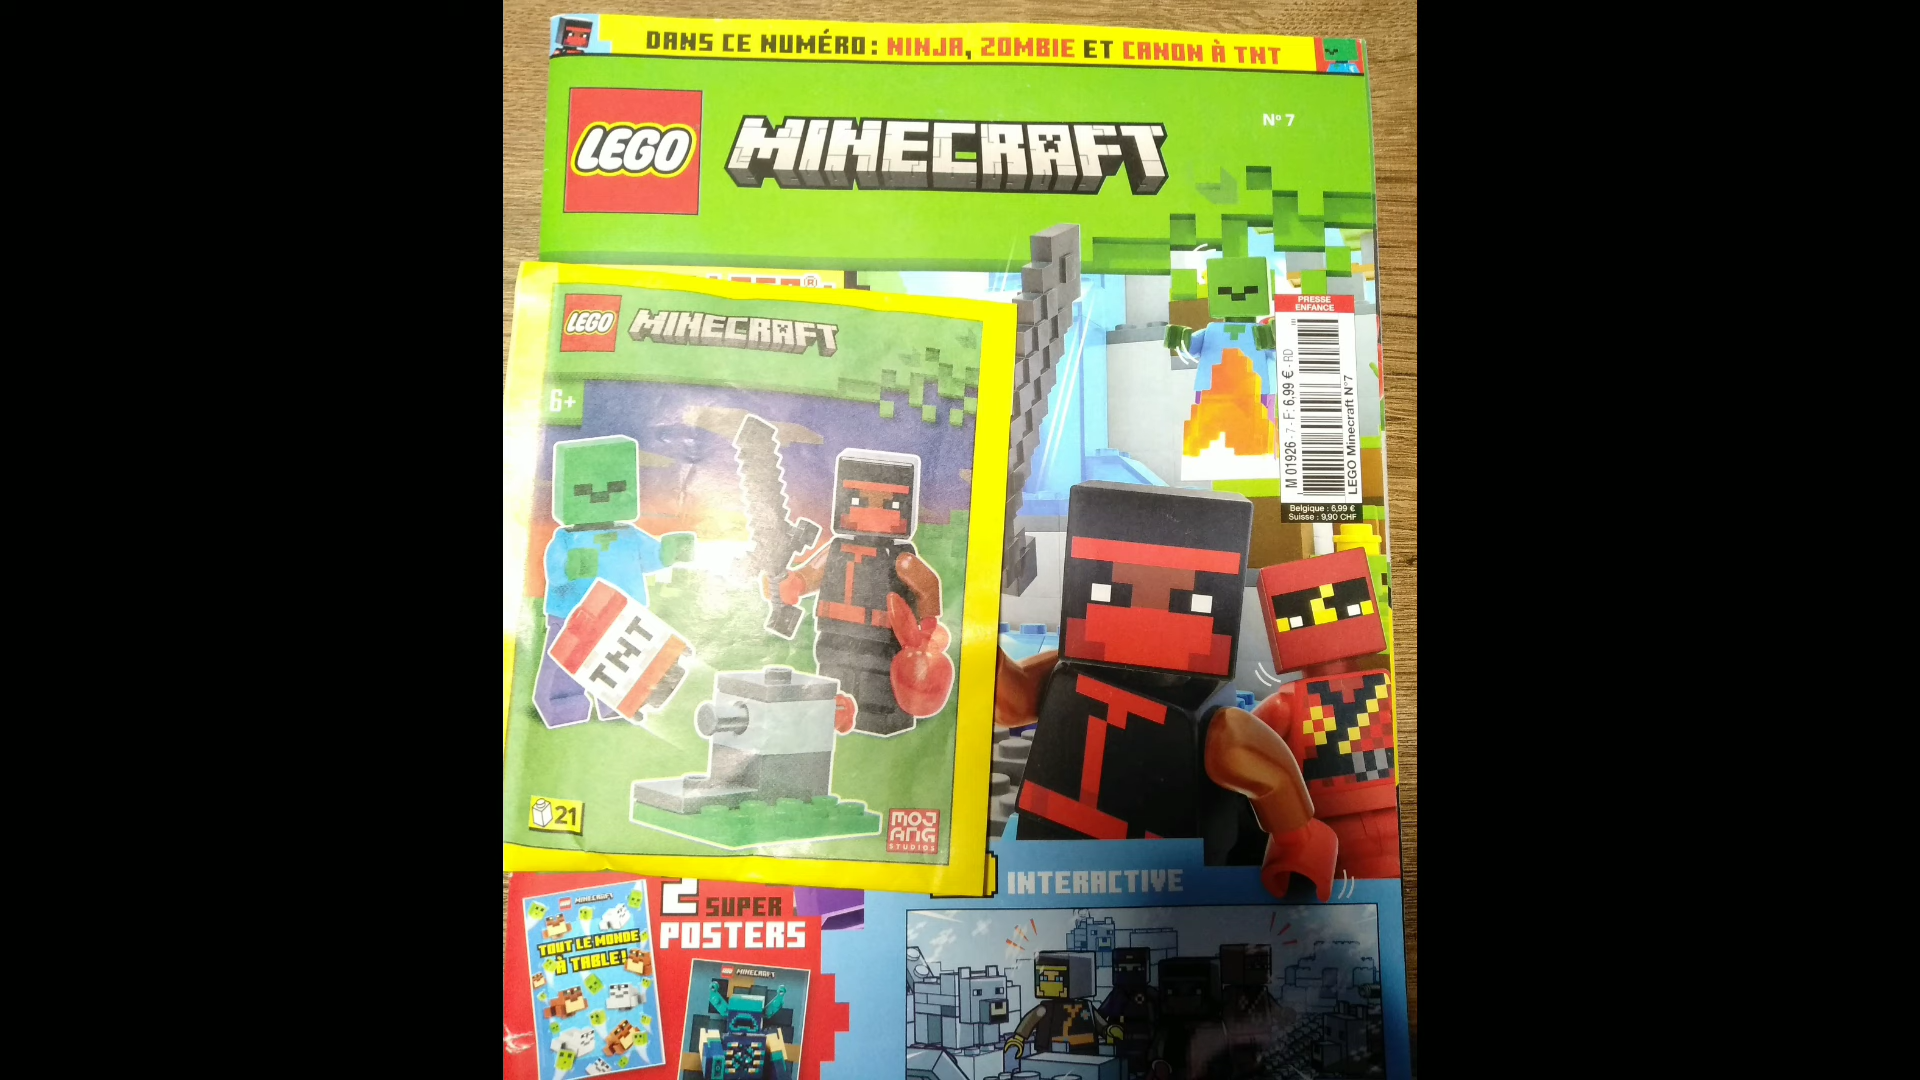 DANS CE NUMÉRO: NINJA, ZOMBIE ET CANON À TNT
LEGO
MINECRAFT
N° 7
PRESSE
ENFANCE
M 01926 - 7 - F: 6,99 € - RD
LEGO Minecraft N°7
Belgique : 6,99 €
Suisse : 9,90 CHF
LEGO MINECRAFT
6+
TNT
21
MOJ
ANG
STUDIOS
INTERACTIVE
2 SUPER
POSTERS
MINECRAFT
TOUT LE MONDE
À TABLE!
MINECRAFT